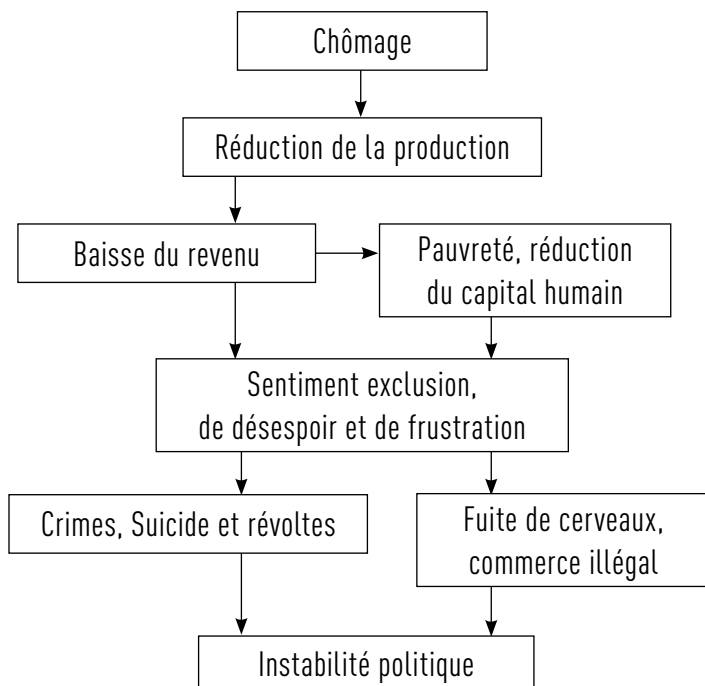 Chômage
Réduction de la production
Baisse du revenu
Pauvreté, réduction
du capital humain
Sentiment exclusion,
de désespoir et de frustration
Crimes, Suicide et révoltes
Fuite de cerveaux,
commerce illégal
Instabilité politique